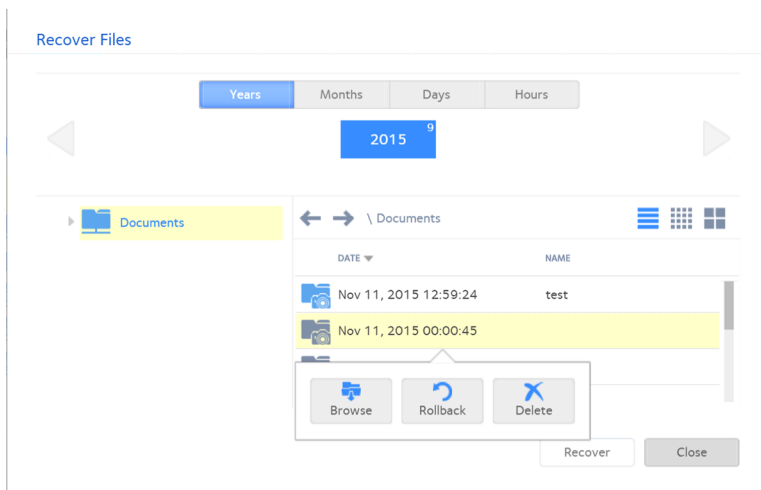 Recover Files
Years Months Days Hours
2015 9
Documents
\ Documents
DATE NAME
Nov 11, 2015 12:59:24 test
Nov 11, 2015 00:00:45
Browse Rollback Delete
Recover Close